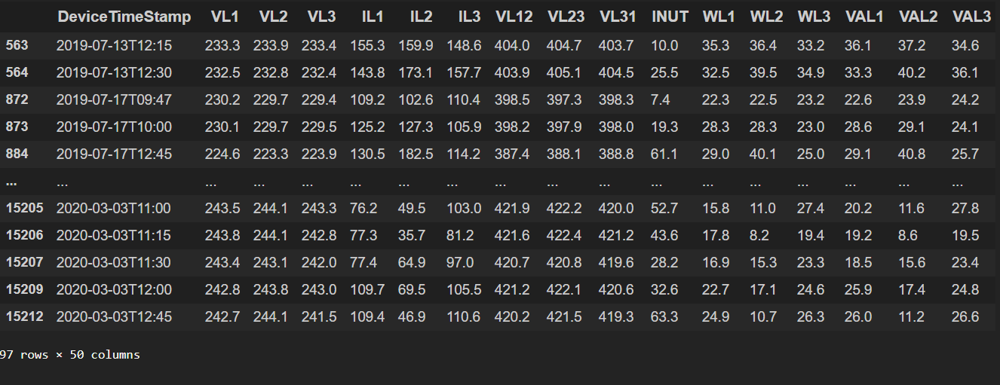 DeviceTimeStamp VL1 VL2 VL3 IL1 IL2 IL3 VL12 VL23 VL31 INUT WL1 WL2 WL3 VAL1 VAL2 VAL3
563 2019-07-13T12:15 233.3 233.9 233.4 155.3 159.9 148.6 404.0 404.7 403.7 10.0 35.3 36.4 33.2 36.1 37.2 34.6
564 2019-07-13T12:30 232.5 232.8 232.4 143.8 173.1 157.7 403.9 405.1 404.5 25.5 32.5 39.5 34.9 33.3 40.2 36.1
872 2019-07-17T09:47 230.2 229.7 229.4 109.2 102.6 110.4 398.5 397.3 398.3 7.4 22.3 22.5 23.2 22.6 23.9 24.2
873 2019-07-17T10:00 230.1 229.7 229.5 125.2 127.3 105.9 398.2 397.9 398.0 19.3 28.3 28.3 23.0 28.6 29.1 24.1
884 2019-07-17T12:45 224.6 223.3 223.9 130.5 182.5 114.2 387.4 388.1 388.8 61.1 29.0 40.1 25.0 29.1 40.8 25.7
... ... ... ... ... ... ... ... ... ... ... ... ... ... ... ... ... ...
15205 2020-03-03T11:00 243.5 244.1 243.3 76.2 49.5 103.0 421.9 422.2 420.0 52.7 15.8 11.0 27.4 20.2 11.6 27.8
15206 2020-03-03T11:15 243.8 244.1 242.8 77.3 35.7 81.2 421.6 422.4 421.2 43.6 17.8 8.2 19.4 19.2 8.6 19.5
15207 2020-03-03T11:30 243.4 243.1 242.0 77.4 64.9 97.0 420.7 420.8 419.6 28.2 16.9 15.3 23.3 18.5 15.6 23.4
15209 2020-03-03T12:00 242.8 243.8 243.0 109.7 69.5 105.5 421.2 422.1 420.6 32.6 22.7 17.1 24.6 25.9 17.4 24.8
15212 2020-03-03T12:45 242.7 244.1 241.5 109.4 46.9 110.6 420.2 421.5 419.3 63.3 24.9 10.7 26.3 26.0 11.2 26.6
97 rows × 50 columns